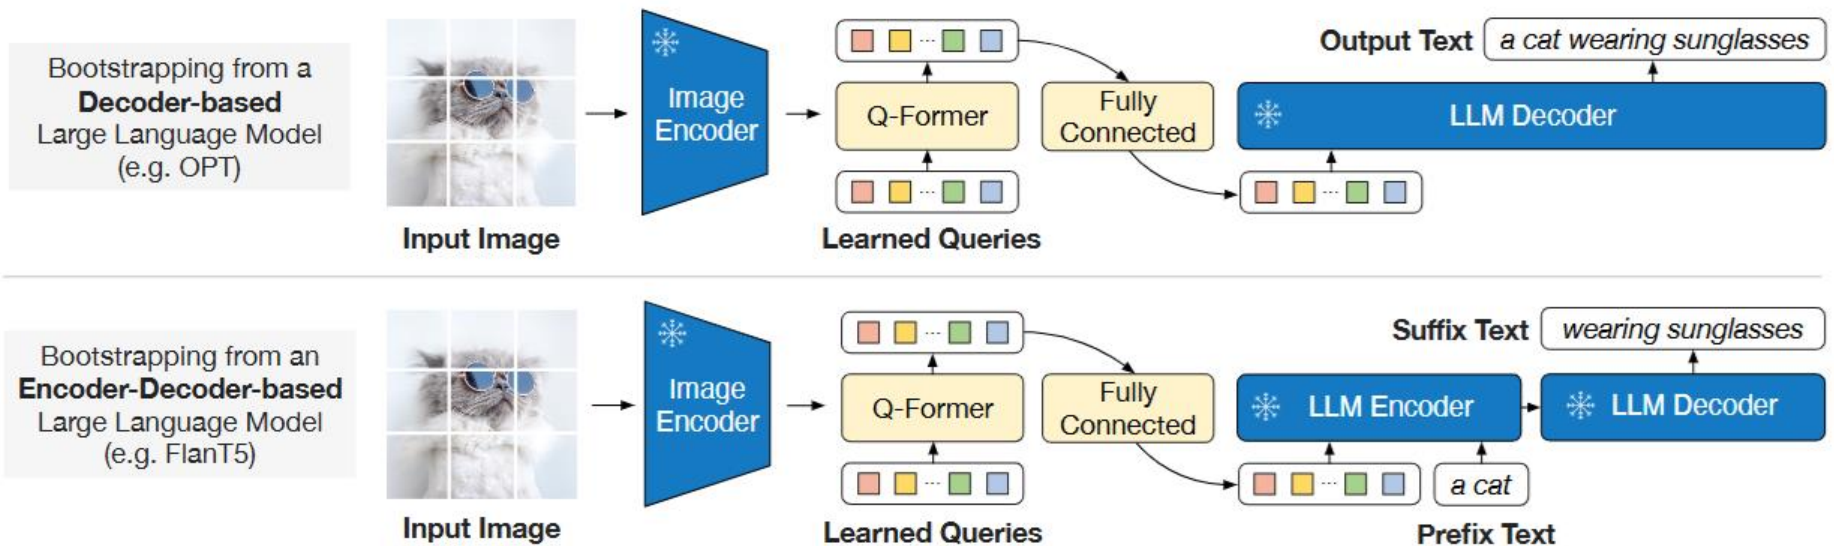 Bootstrapping from a
Decoder-based
Large Language Model
(e.g. OPT)
Input Image
Image
Encoder
Q-Former
Learned Queries
Fully
Connected
Output Text
a cat wearing sunglasses
LLM Decoder
Bootstrapping from an
Encoder-Decoder-based
Large Language Model
(e.g. FlanT5)
Input Image
Image
Encoder
Q-Former
Learned Queries
Fully
Connected
Suffix Text
wearing sunglasses
LLM Encoder
LLM Decoder
a cat
Prefix Text